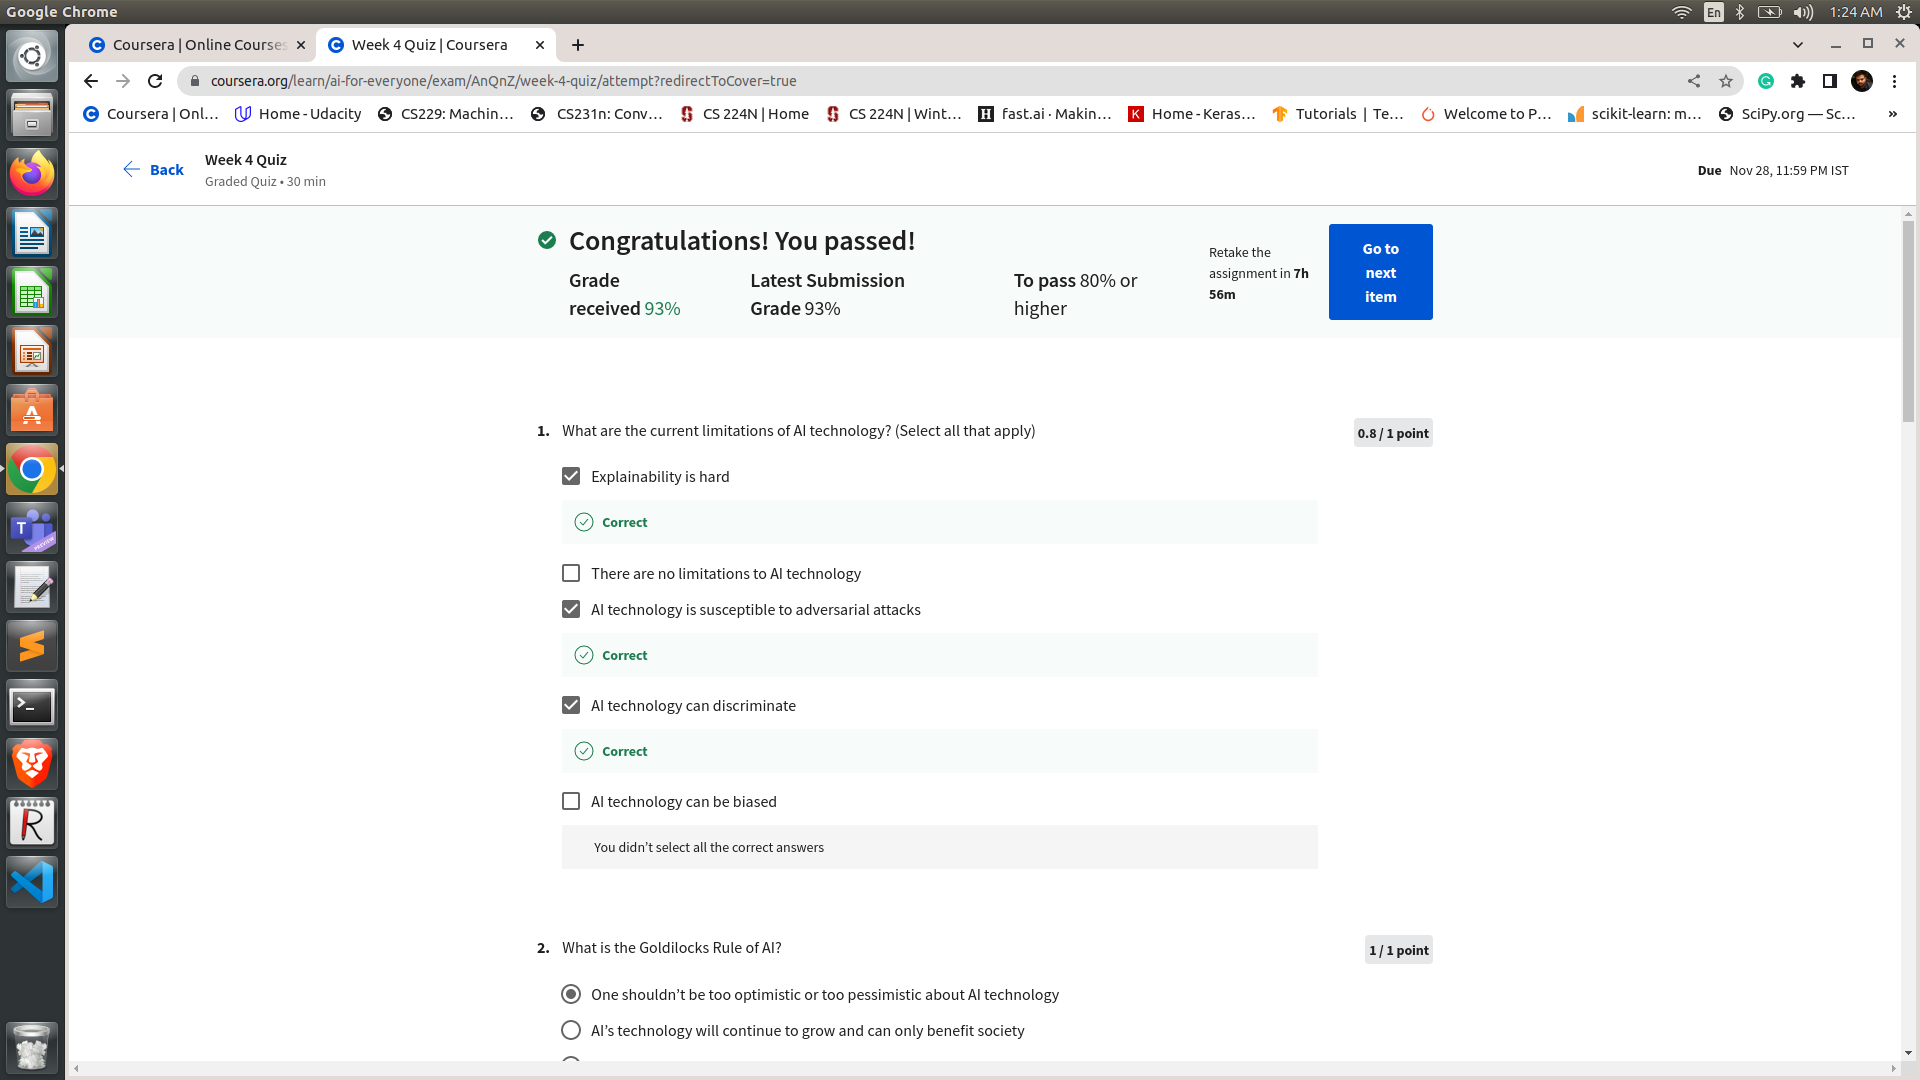 Google Chrome
En
1:24 AM
Coursera | Online Courses
Week 4 Quiz | Coursera
coursera.org/learn/ai-for-everyone/exam/AnQnZ/week-4-quiz/attempt?redirectToCover=true
Coursera | Onl...
Home - Udacity
CS229: Machin...
CS231n: Conv...
CS 224N | Home
CS 224N | Wint...
fast.ai · Makin...
Home - Keras...
Tutorials | Te...
Welcome to P...
scikit-learn: m...
SciPy.org — Sc...
»
Back
Week 4 Quiz
Graded Quiz • 30 min
Due Nov 28, 11:59 PM IST
Congratulations! You passed!
Grade
received 93%
Latest Submission
Grade 93%
To pass 80% or
higher
Retake the
assignment in 7h
56m
Go to
next
item
1. What are the current limitations of AI technology? (Select all that apply)
0.8 / 1 point
Explainability is hard
Correct
There are no limitations to AI technology
AI technology is susceptible to adversarial attacks
Correct
AI technology can discriminate
Correct
AI technology can be biased
You didn't select all the correct answers
2. What is the Goldilocks Rule of AI?
1 / 1 point
One shouldn't be too optimistic or too pessimistic about AI technology
AI's technology will continue to grow and can only benefit society